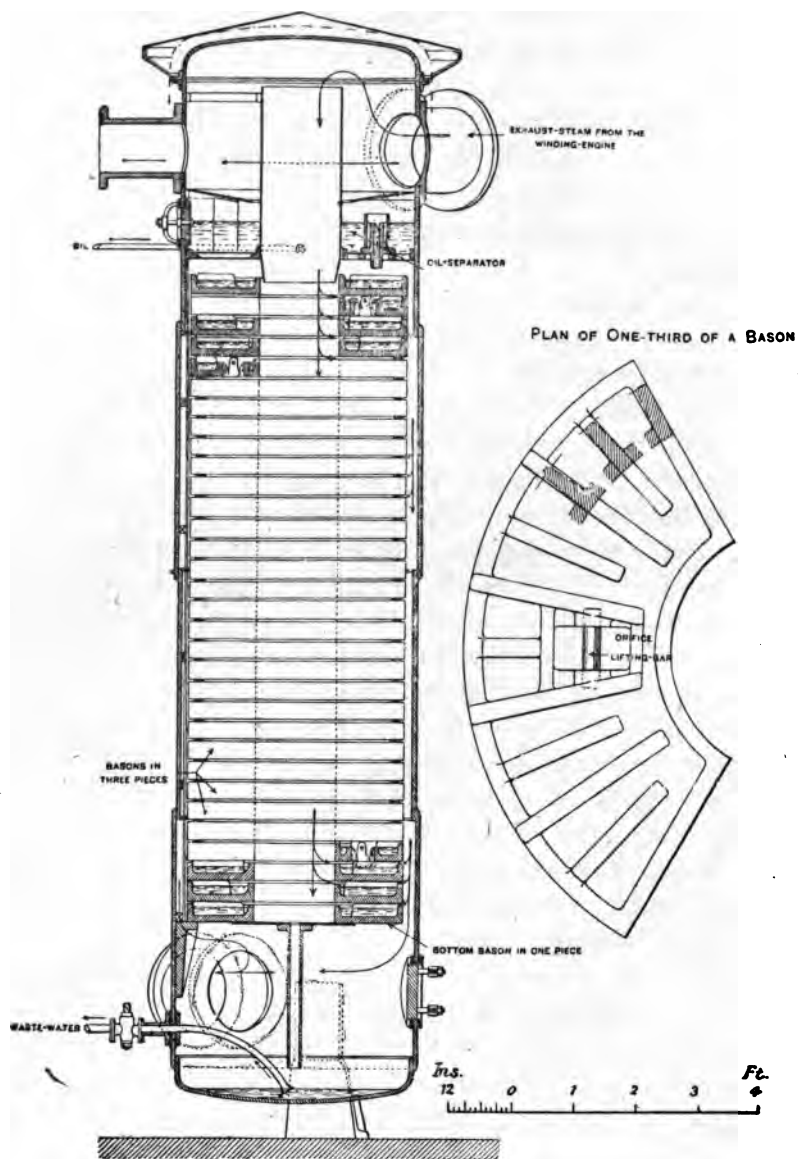 EXHAUST-STEAM FROM THE
WINDING-ENGINE
OIL
OIL-SEPARATOR
PLAN OF ONE-THIRD OF A BASON
ORIFICE
LIFTING-BAR
BASONS IN
THREE PIECES
BOTTOM BASON IN ONE PIECE
WASTE-WATER
Ins. Ft.
12 0 1 2 3 4